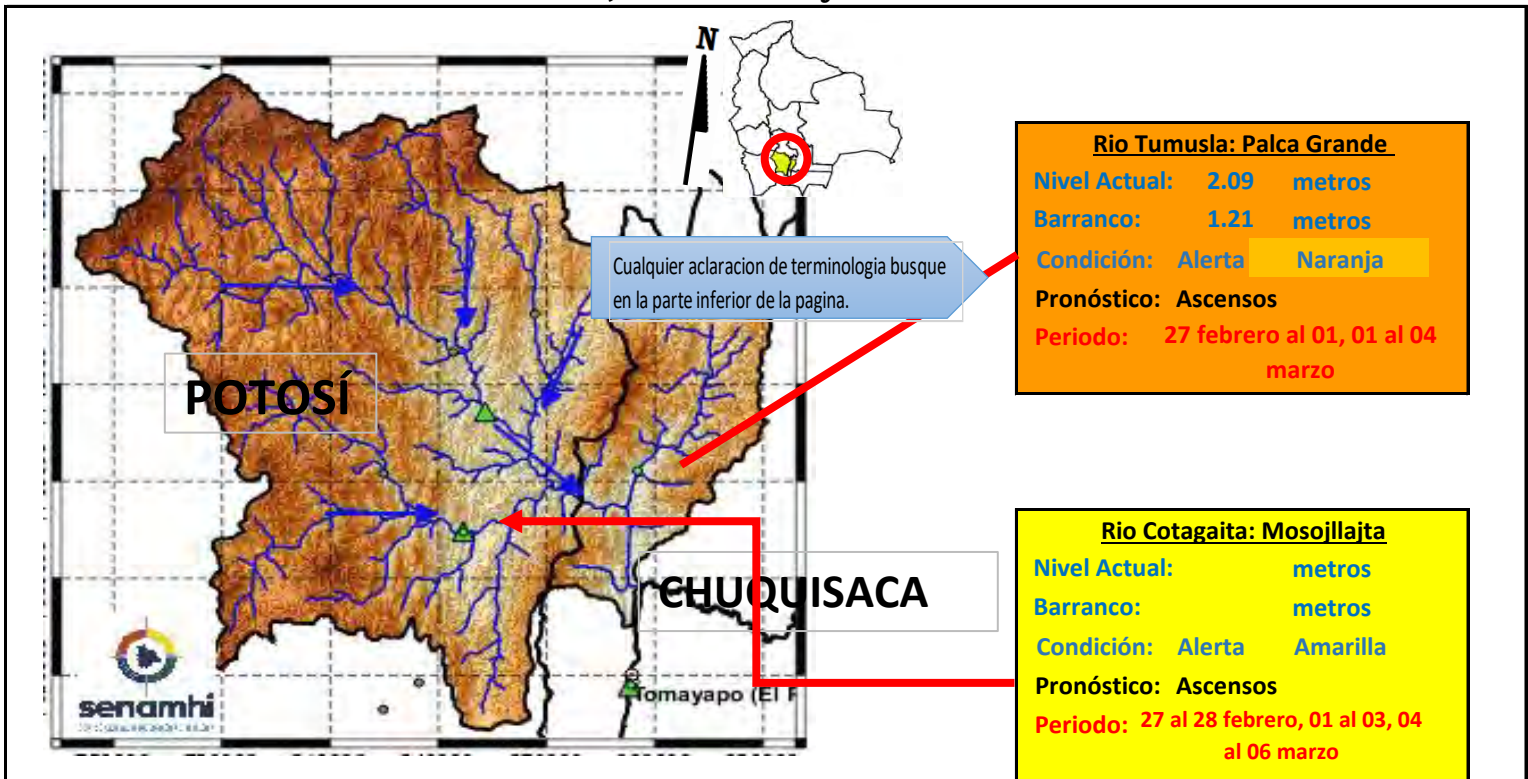 N
Cualquier aclaracion de terminologia busque
en la parte inferior de la pagina.
POTOSÍ
CHUQUISACA
Tomayapo (El
senamhi
Rio Tumusla: Palca Grande
Nivel Actual: 2.09 metros
Barranco: 1.21 metros
Condición: Alerta Naranja
Pronóstico: Ascensos
Periodo: 27 febrero al 01, 01 al 04
marzo
Rio Cotagaita: Mosojllajta
Nivel Actual: metros
Barranco: metros
Condición: Alerta Amarilla
Pronóstico: Ascensos
Periodo: 27 al 28 febrero, 01 al 03, 04
al 06 marzo